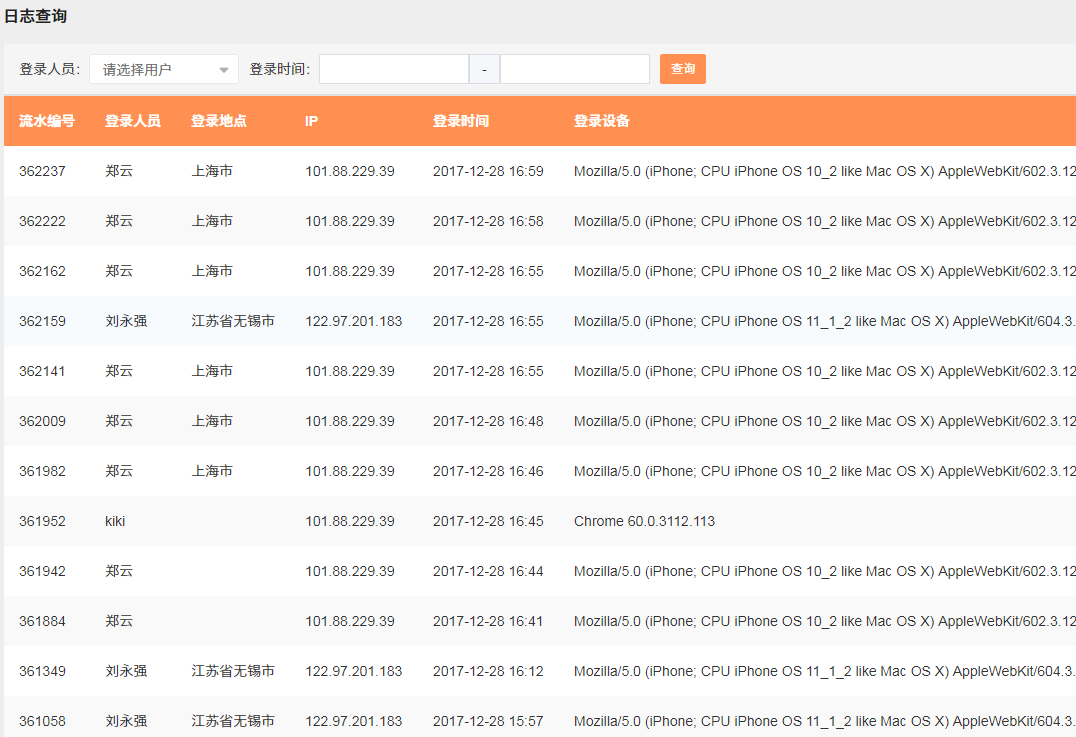 日志查询
登录人员: 请选择用户 登录时间: - 查询
流水编号 登录人员 登录地点 IP 登录时间 登录设备
362237 郑云 上海市 101.88.229.39 2017-12-28 16:59 Mozilla/5.0 (iPhone; CPU iPhone OS 10_2 like Mac OS X) AppleWebKit/602.3.12
362222 郑云 上海市 101.88.229.39 2017-12-28 16:58 Mozilla/5.0 (iPhone; CPU iPhone OS 10_2 like Mac OS X) AppleWebKit/602.3.12
362162 郑云 上海市 101.88.229.39 2017-12-28 16:55 Mozilla/5.0 (iPhone; CPU iPhone OS 10_2 like Mac OS X) AppleWebKit/602.3.12
362159 刘永强 江苏省无锡市 122.97.201.183 2017-12-28 16:55 Mozilla/5.0 (iPhone; CPU iPhone OS 11_1_2 like Mac OS X) AppleWebKit/604.3.
362141 郑云 上海市 101.88.229.39 2017-12-28 16:55 Mozilla/5.0 (iPhone; CPU iPhone OS 10_2 like Mac OS X) AppleWebKit/602.3.12
362009 郑云 上海市 101.88.229.39 2017-12-28 16:48 Mozilla/5.0 (iPhone; CPU iPhone OS 10_2 like Mac OS X) AppleWebKit/602.3.12
361982 郑云 上海市 101.88.229.39 2017-12-28 16:46 Mozilla/5.0 (iPhone; CPU iPhone OS 10_2 like Mac OS X) AppleWebKit/602.3.12
361952 kiki 101.88.229.39 2017-12-28 16:45 Chrome 60.0.3112.113
361942 郑云 101.88.229.39 2017-12-28 16:44 Mozilla/5.0 (iPhone; CPU iPhone OS 10_2 like Mac OS X) AppleWebKit/602.3.12
361884 郑云 101.88.229.39 2017-12-28 16:41 Mozilla/5.0 (iPhone; CPU iPhone OS 10_2 like Mac OS X) AppleWebKit/602.3.12
361349 刘永强 江苏省无锡市 122.97.201.183 2017-12-28 16:12 Mozilla/5.0 (iPhone; CPU iPhone OS 11_1_2 like Mac OS X) AppleWebKit/604.3.
361058 刘永强 江苏省无锡市 122.97.201.183 2017-12-28 15:57 Mozilla/5.0 (iPhone; CPU iPhone OS 11_1_2 like Mac OS X) AppleWebKit/604.3.